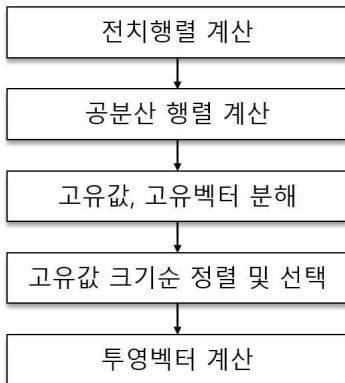 전치행렬 계산
공분산 행렬 계산
고유값, 고유벡터 분해
고유값 크기순 정렬 및 선택
투영벡터 계산